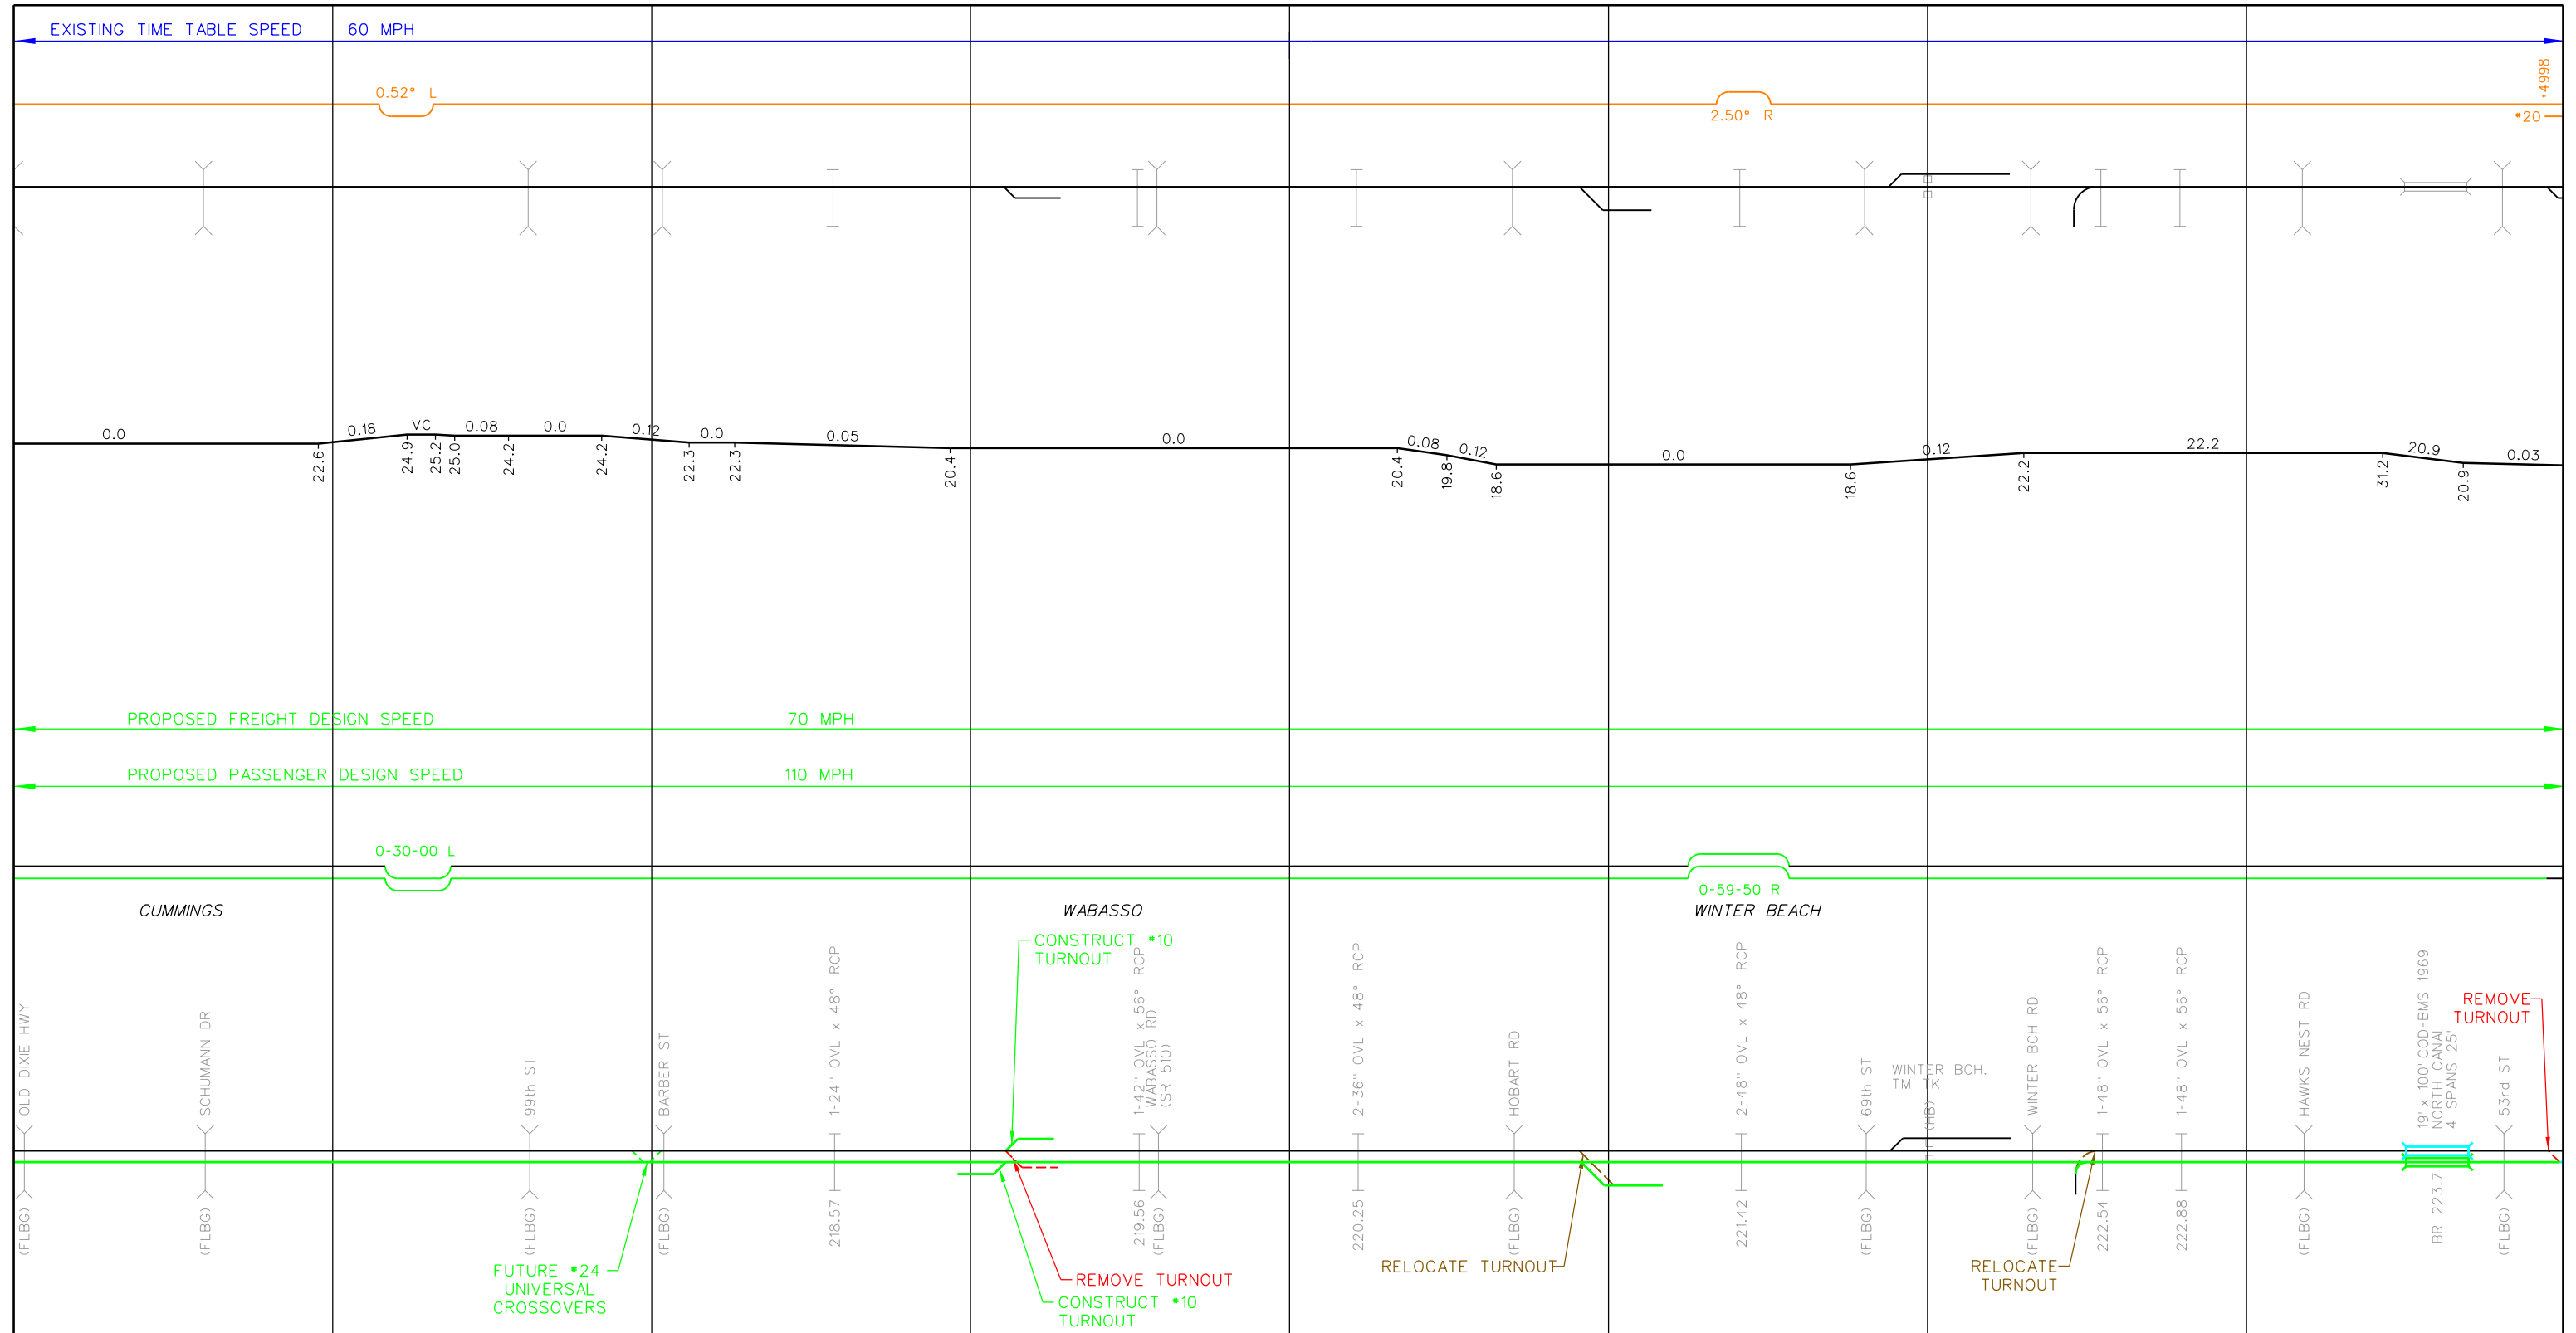 EXISTING TIME TABLE SPEED 60 MPH
0.52° L
2.50° R
•4998
•20
0.0
0.18
VC
0.08
0.0
0.12
0.0
0.05
0.0
0.08
0.12
0.0
0.12
22.2
20.9
0.03
22.6
24.9
25.2
25.0
24.2
24.2
22.3
22.3
20.4
20.4
19.8
18.6
18.6
22.2
31.2
20.9
PROPOSED FREIGHT DESIGN SPEED 70 MPH
PROPOSED PASSENGER DESIGN SPEED 110 MPH
0-30-00 L
0-59-50 R
CUMMINGS
WABASSO
WINTER BEACH
CONSTRUCT •10
TURNOUT
REMOVE
TURNOUT
OLD DIXIE HWY
SCHUMANN DR
99th ST
BARBER ST
1-24" OVL x 48° RCP
1-42" OVL x 56° RCP
WABASSO RD
(SR 510)
2-36" OVL x 48° RCP
HOBART RD
2-48" OVL x 48° RCP
69th ST
WINTER BCH.
TM TK
(HB)
WINTER BCH RD
1-48" OVL x 56° RCP
1-48" OVL x 56° RCP
HAWKS NEST RD
19' x 100' COD-BMS 1969
NORTH CANAL
4 SPANS 25'
53rd ST
(FLBG)
(FLBG)
(FLBG)
(FLBG)
218.57
219.56
(FLBG)
220.25
(FLBG)
221.42
(FLBG)
(FLBG)
222.54
222.88
(FLBG)
BR 223.7
(FLBG)
FUTURE •24
UNIVERSAL
CROSSOVERS
REMOVE TURNOUT
CONSTRUCT •10
TURNOUT
RELOCATE TURNOUT
RELOCATE
TURNOUT